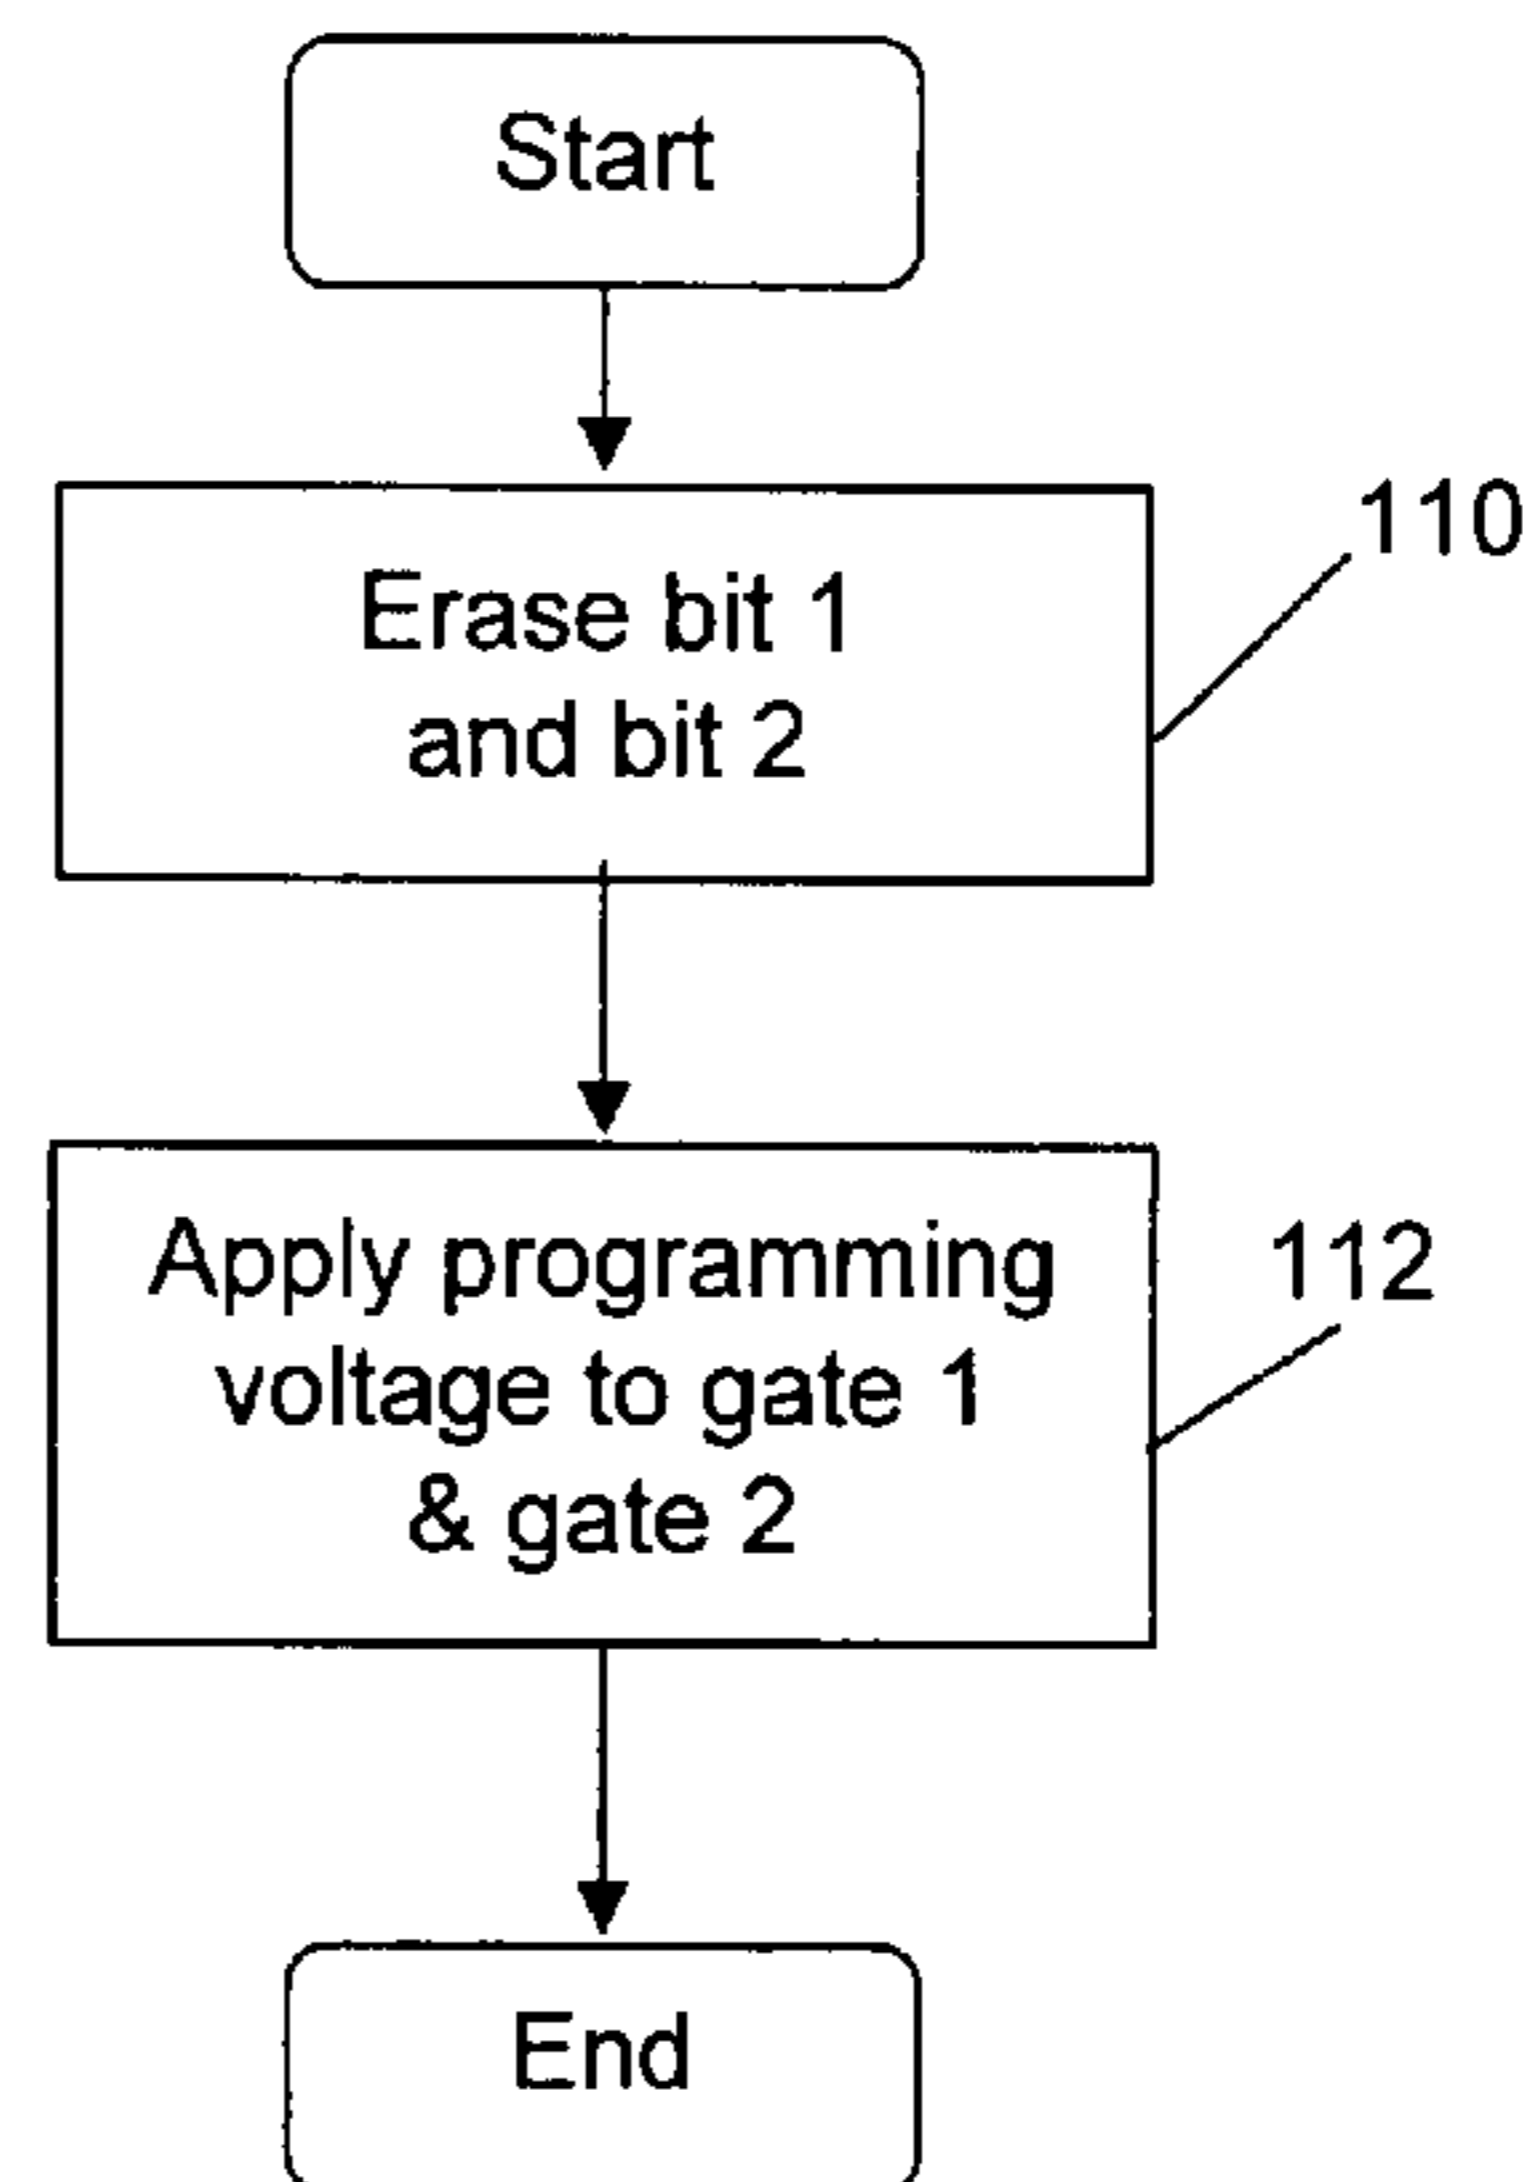 Start
110
Erase bit 1
and bit 2
Apply programming
voltage to gate 1
& gate 2
112
End